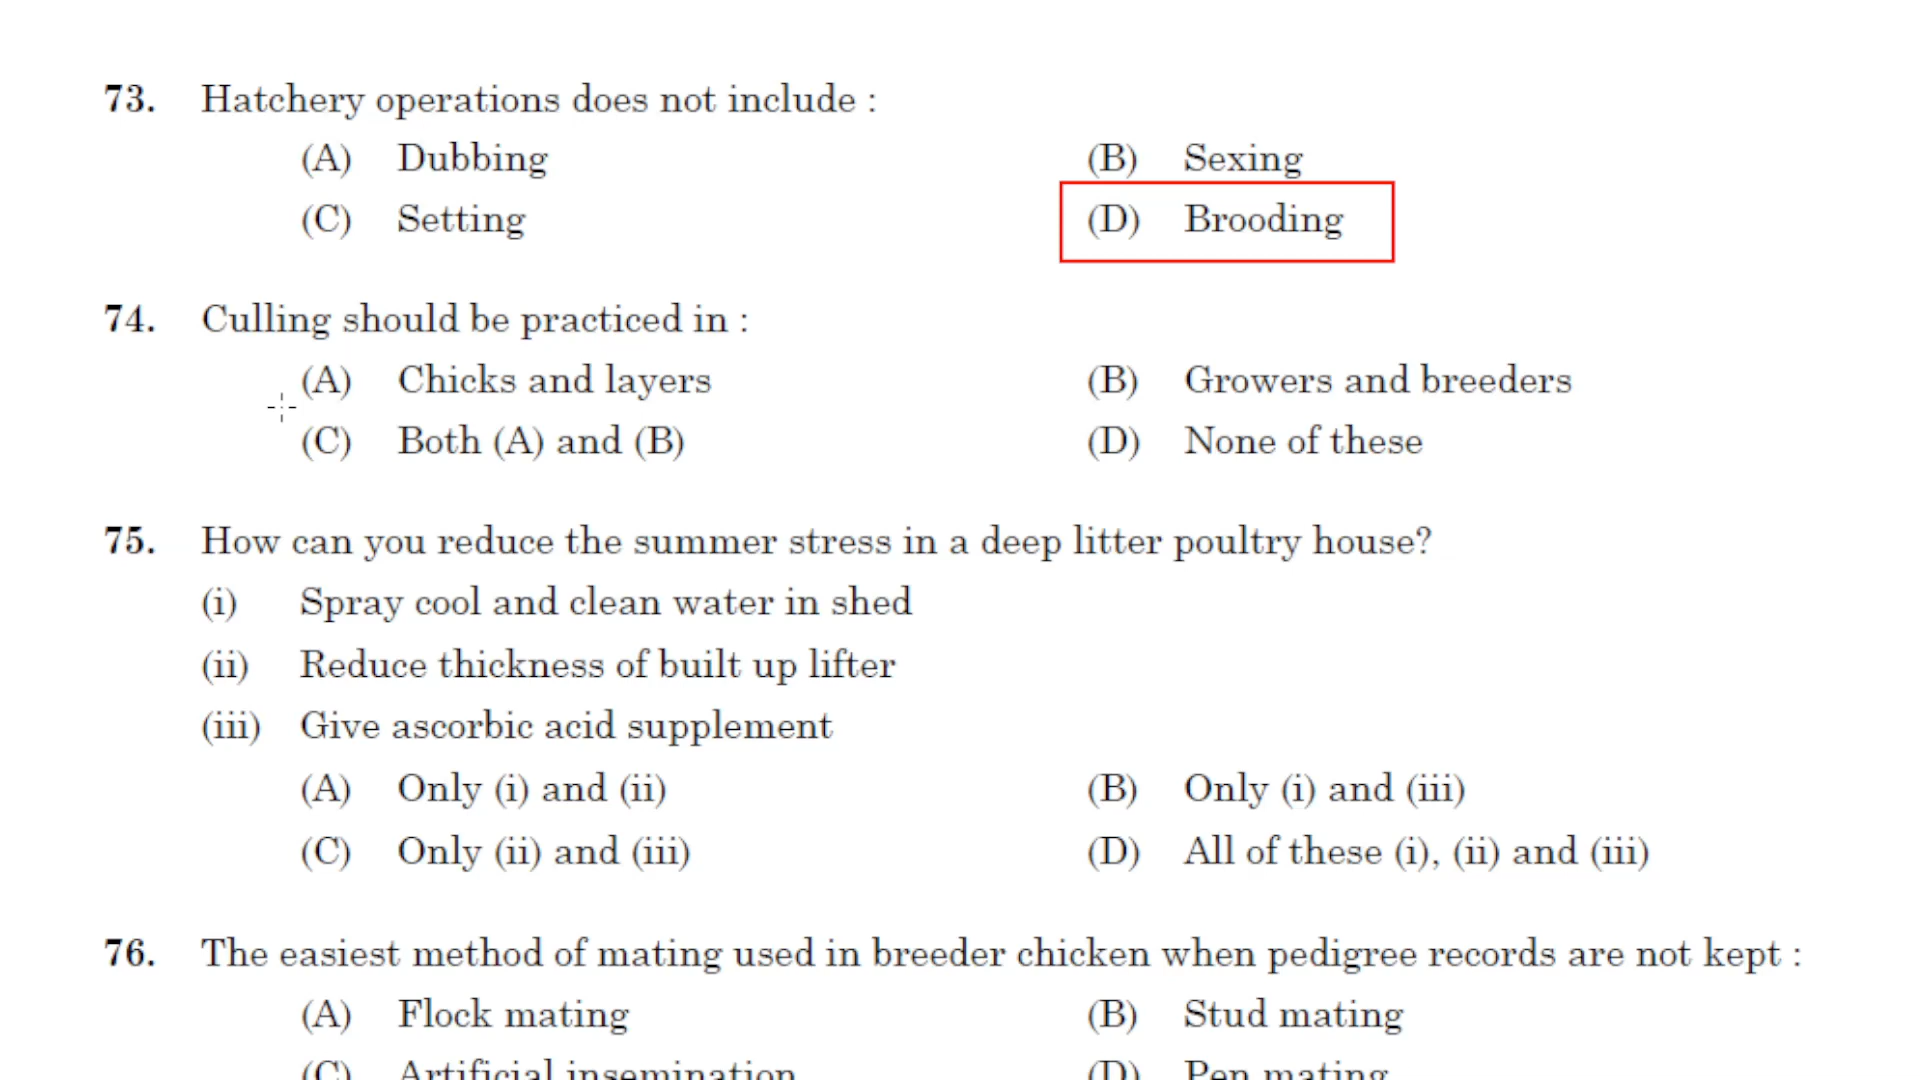 73. Hatchery operations does not include :
(A) Dubbing (B) Sexing
(C) Setting (D) Brooding
74. Culling should be practiced in :
(A) Chicks and layers (B) Growers and breeders
(C) Both (A) and (B) (D) None of these
75. How can you reduce the summer stress in a deep litter poultry house?
(i) Spray cool and clean water in shed
(ii) Reduce thickness of built up lifter
(iii) Give ascorbic acid supplement
(A) Only (i) and (ii) (B) Only (i) and (iii)
(C) Only (ii) and (iii) (D) All of these (i), (ii) and (iii)
76. The easiest method of mating used in breeder chicken when pedigree records are not kept :
(A) Flock mating (B) Stud mating
(C) Artificial insemination (D) Pen mating